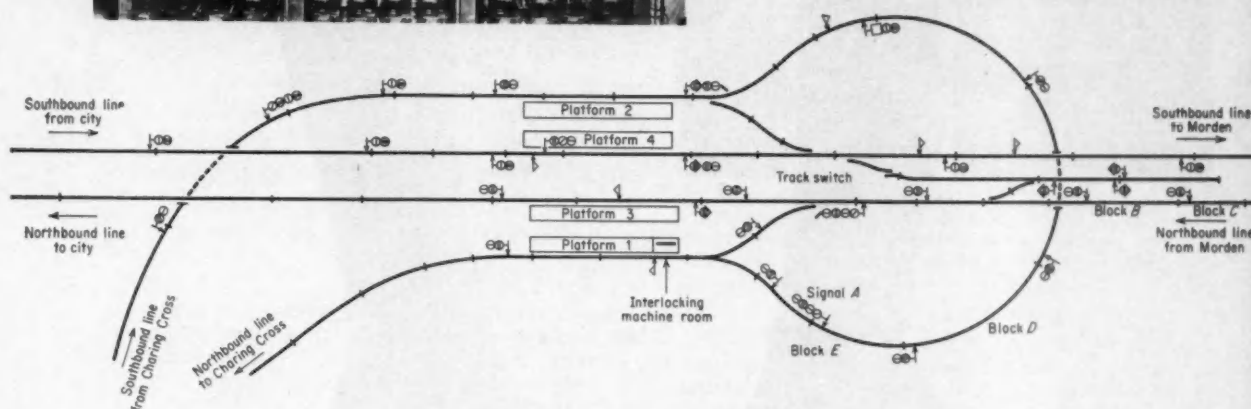 Southbound line
from city
Platform 2
Platform 4
Southbound line
to Morden
Track switch
Northbound line
to city
Platform 3
Platform 1
Block B
Block C
Northbound line
from Morden
Interlocking
machine room
Signal A
Block D
Block E
Southbound line
from Charing Cross
Northbound line
to Charing Cross